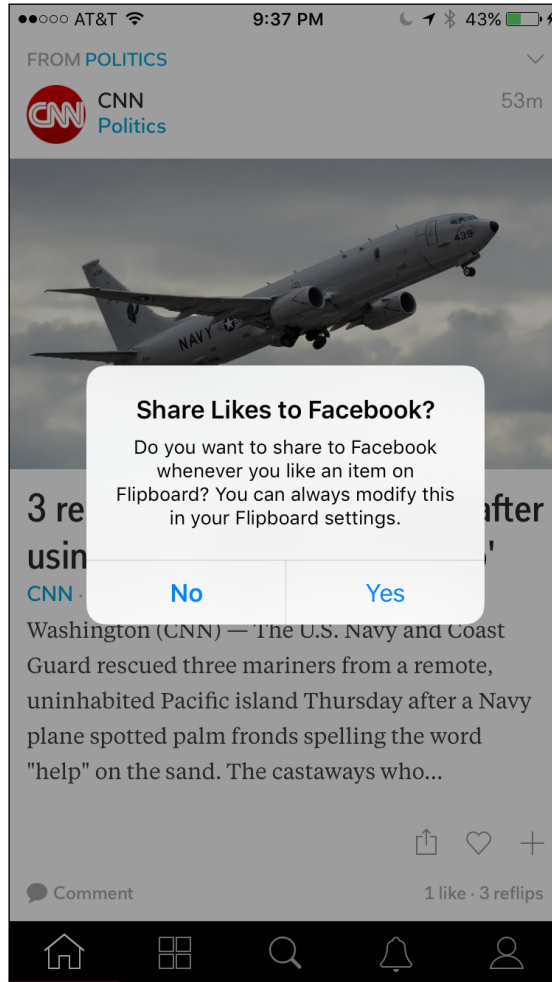 AT&T 9:37 PM 43%
FROM POLITICS
CNN
CNN 53m
Politics
439
NAVY
Share Likes to Facebook?
Do you want to share to Facebook
whenever you like an item on
Flipboard? You can always modify this
in your Flipboard settings.
3 re after
usin '
No Yes
CNN ·
Washington (CNN) — The U.S. Navy and Coast
Guard rescued three mariners from a remote,
uninhabited Pacific island Thursday after a Navy
plane spotted palm fronds spelling the word
"help" on the sand. The castaways who...
Comment 1 like · 3 reflips